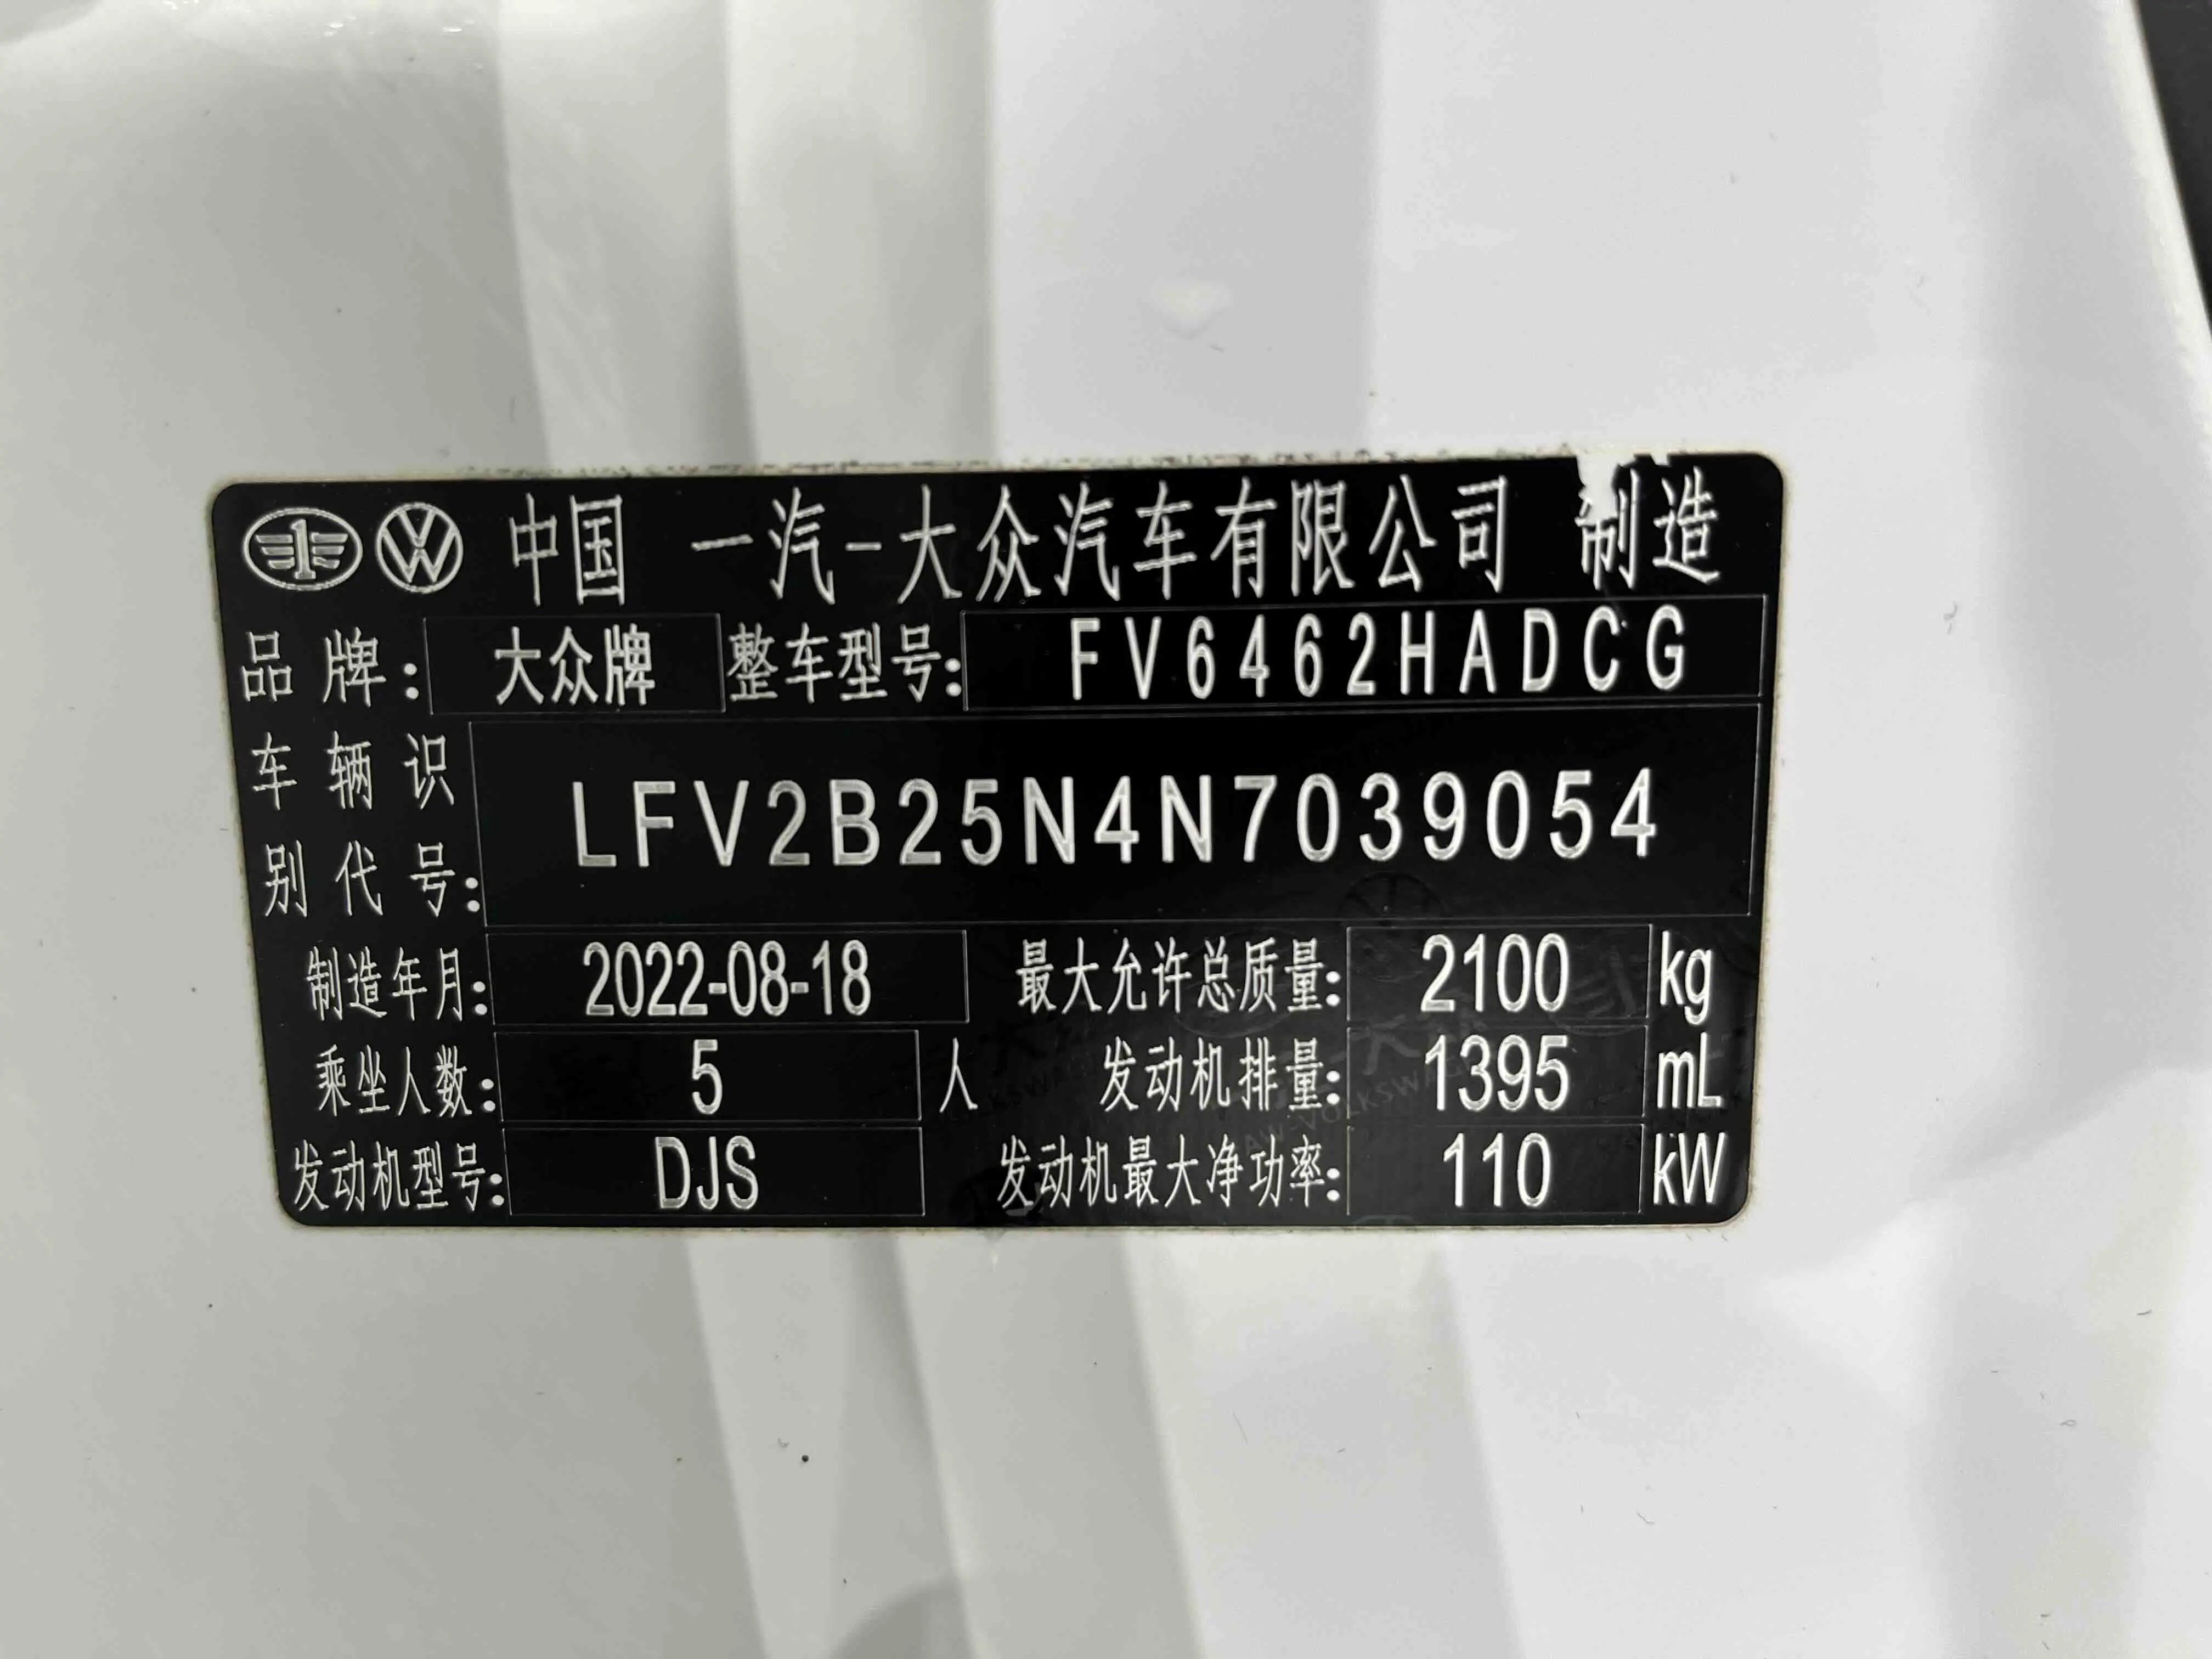 中国 一汽-大众汽车有限公司 制造
品牌: 大众牌 整车型号: FV6462HADCG
车辆识
别代号: LFV2B25N4N7039054
制造年月: 2022-08-18 最大允许总质量: 2100 kg
乘坐人数: 5 人 发动机排量: 1395 mL
发动机型号: DJS 发动机最大净功率: 110 kW